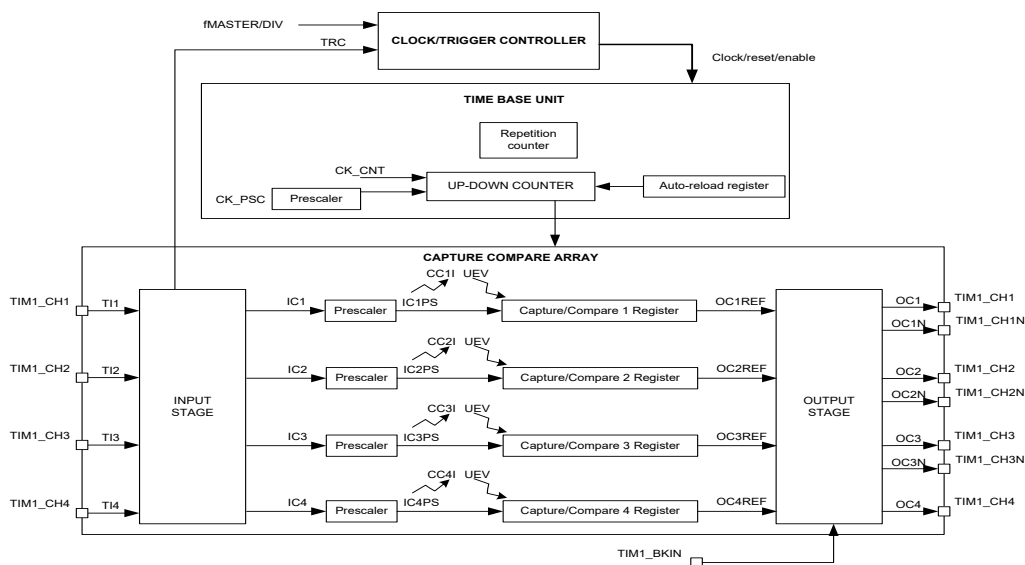 fMASTER/DIV
TRC
CLOCK/TRIGGER CONTROLLER
Clock/reset/enable
TIME BASE UNIT
Repetition
counter
CK_CNT
CK_PSC
Prescaler
UP-DOWN COUNTER
Auto-reload register
CAPTURE COMPARE ARRAY
TIM1_CH1
TI1
IC1
Prescaler
CC1I
UEV
IC1PS
Capture/Compare 1 Register
OC1REF
OC1
TIM1_CH1
OC1N
TIM1_CH1N
TIM1_CH2
TI2
IC2
Prescaler
CC2I
UEV
IC2PS
Capture/Compare 2 Register
OC2REF
OC2
TIM1_CH2
OC2N
TIM1_CH2N
INPUT
STAGE
OUTPUT
STAGE
TIM1_CH3
TI3
IC3
Prescaler
CC3I
UEV
IC3PS
Capture/Compare 3 Register
OC3REF
OC3
TIM1_CH3
OC3N
TIM1_CH3N
TIM1_CH4
TI4
IC4
Prescaler
CC4I
UEV
IC4PS
Capture/Compare 4 Register
OC4REF
OC4
TIM1_CH4
TIM1_BKIN